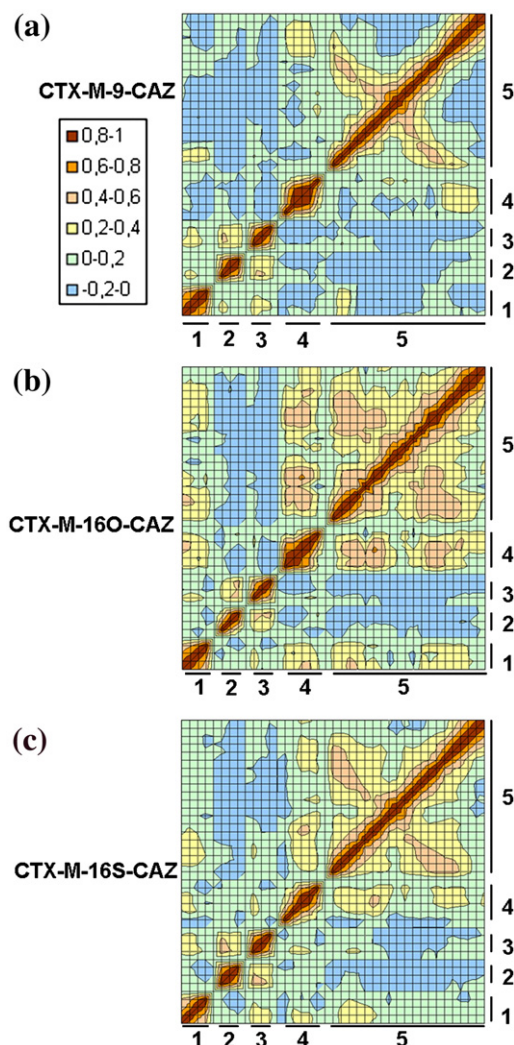 (a)
CTX-M-9-CAZ
0,8-1
0,6-0,8
0,4-0,6
0,2-0,4
0-0,2
-0,2-0
5
4
3
2
1
1 2 3 4 5
(b)
CTX-M-16O-CAZ
5
4
3
2
1
1 2 3 4 5
(c)
CTX-M-16S-CAZ
5
4
3
2
1
1 2 3 4 5